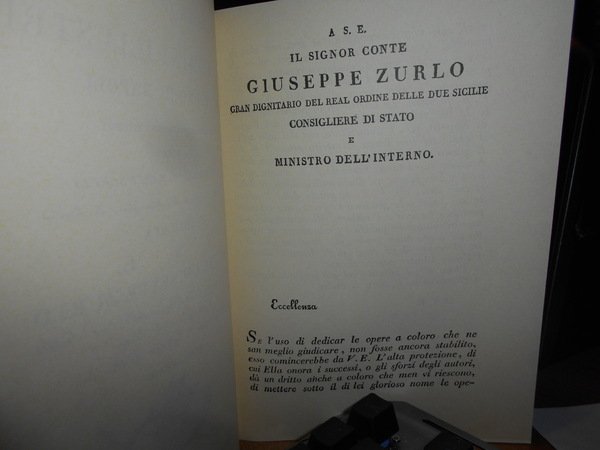 A S. E.
IL SIGNOR CONTE
GIUSEPPE ZURLO
GRAN DIGNITARIO DEL REAL ORDINE DELLE DUE SICILIE
CONSIGLIERE DI STATO
E
MINISTRO DELL'INTERNO.
Eccellenza
SE l'uso di dedicar le opere a coloro che ne
san meglio giudicare, non fosse ancora stabilito,
esso comincerebbe da V. E. L'alta protezione, di
cui Ella onora i successi, o gli sforzi degli autori,
dà un dritto anche a coloro che men vi riescono,
di mettere sotto il di lei glorioso nome le ope-